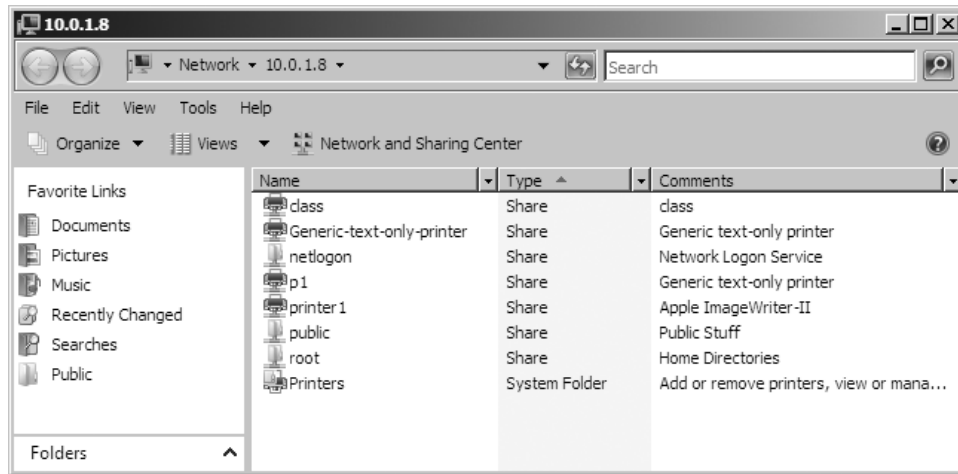 10.0.1.8
Network 10.0.1.8
Search
File Edit View Tools Help
Organize Views Network and Sharing Center
Favorite Links
Documents
Pictures
Music
Recently Changed
Searches
Public
Folders
Name Type Comments
class Share class
Generic-text-only-printer Share Generic text-only printer
netlogon Share Network Logon Service
p1 Share Generic text-only printer
printer1 Share Apple ImageWriter-II
public Share Public Stuff
root Share Home Directories
Printers System Folder Add or remove printers, view or mana...